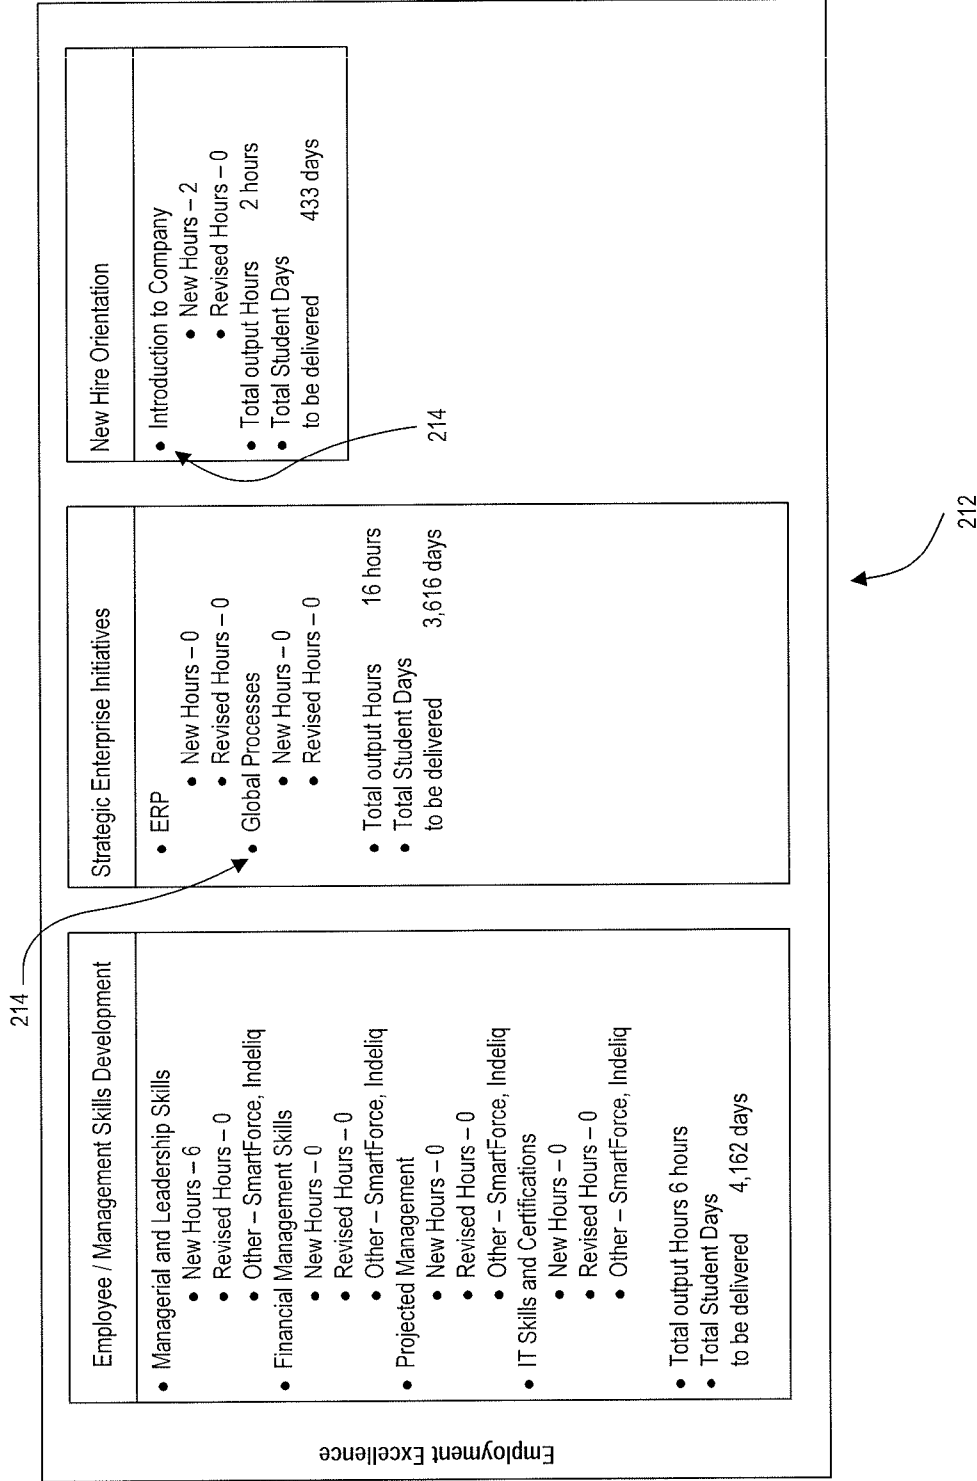 Employment Excellence
214
Employee / Management Skills Development
• Managerial and Leadership Skills
• New Hours – 6
• Revised Hours – 0
• Other – SmartForce, Indeliq
• Financial Management Skills
• New Hours – 0
• Revised Hours – 0
• Other – SmartForce, Indeliq
• Projected Management
• New Hours – 0
• Revised Hours – 0
• Other – SmartForce, Indeliq
• IT Skills and Certifications
• New Hours – 0
• Revised Hours – 0
• Other – SmartForce, Indeliq
• Total output Hours 6 hours
• Total Student Days
to be delivered 4,162 days
Strategic Enterprise Initiatives
• ERP
• New Hours – 0
• Revised Hours – 0
• Global Processes
• New Hours – 0
• Revised Hours – 0
• Total output Hours 16 hours
• Total Student Days
to be delivered 3,616 days
New Hire Orientation
• Introduction to Company
• New Hours – 2
• Revised Hours – 0
• Total output Hours 2 hours
• Total Student Days
to be delivered 433 days
214
212